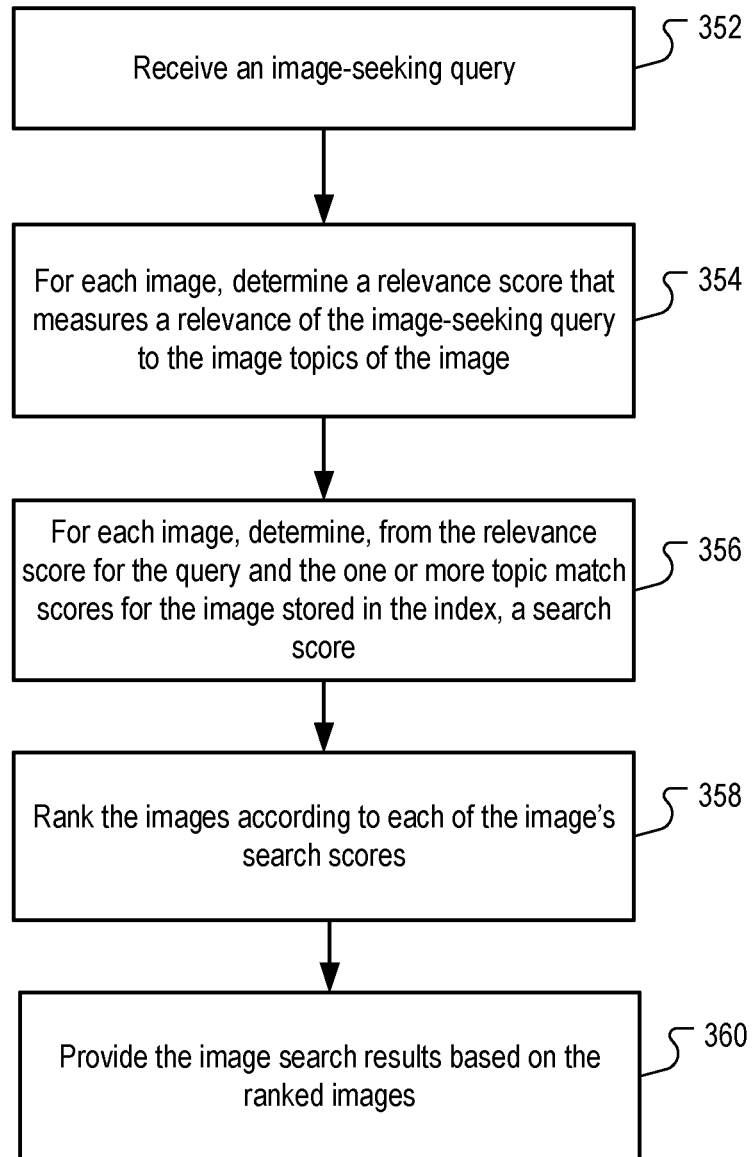 Receive an image-seeking query
352
For each image, determine a relevance score that
measures a relevance of the image-seeking query
to the image topics of the image
354
For each image, determine, from the relevance
score for the query and the one or more topic match
scores for the image stored in the index, a search
score
356
Rank the images according to each of the image's
search scores
358
Provide the image search results based on the
ranked images
360